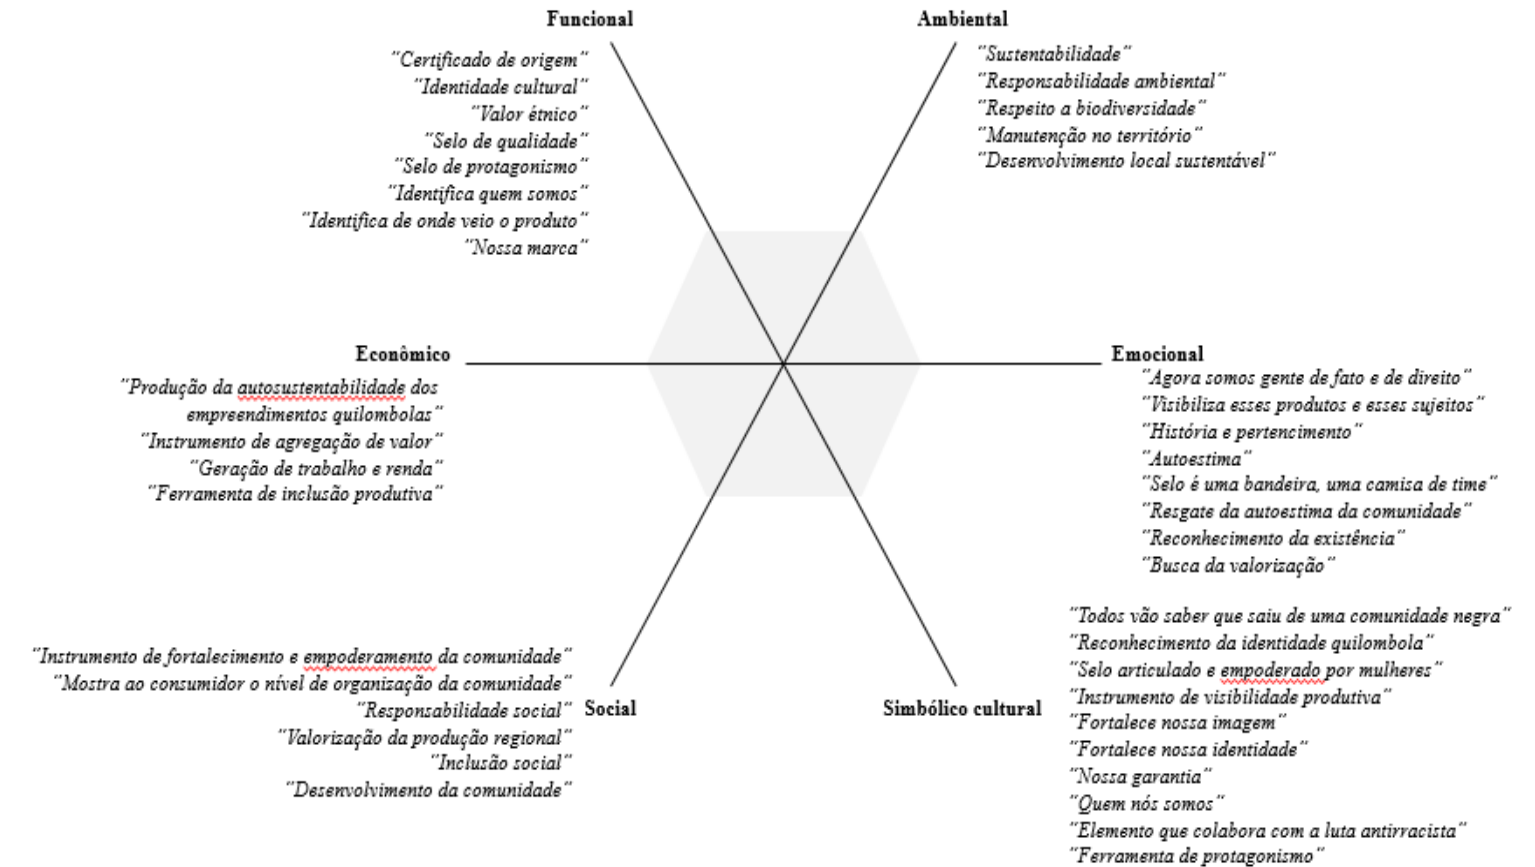 Funcional
"Certificado de origem"
"Identidade cultural"
"Valor étnico"
"Selo de qualidade"
"Selo de protagonismo"
"Identifica quem somos"
"Identifica de onde veio o produto"
"Nossa marca"
Ambiental
"Sustentabilidade"
"Responsabilidade ambiental"
"Respeito a biodiversidade"
"Manutenção no território"
"Desenvolvimento local sustentável"
Econômico
"Produção da autosustentabilidade dos
empreendimentos quilombolas"
"Instrumento de agregação de valor"
"Geração de trabalho e renda"
"Ferramenta de inclusão produtiva"
Emocional
"Agora somos gente de fato e de direito"
"Visibiliza esses produtos e esses sujeitos"
"História e pertencimento"
"Autoestima"
"Selo é uma bandeira, uma camisa de time"
"Resgate da autoestima da comunidade"
"Reconhecimento da existência"
"Busca da valorização"
"Instrumento de fortalecimento e empoderamento da comunidade"
"Mostra ao consumidor o nível de organização da comunidade"
"Responsabilidade social"
"Valorização da produção regional"
"Inclusão social"
"Desenvolvimento da comunidade"
Social
Simbólico cultural
"Todos vão saber que saiu de uma comunidade negra"
"Reconhecimento da identidade quilombola"
"Selo articulado e empoderado por mulheres"
"Instrumento de visibilidade produtiva"
"Fortalece nossa imagem"
"Fortalece nossa identidade"
"Nossa garantia"
"Quem nós somos"
"Elemento que colabora com a luta antirracista"
"Ferramenta de protagonismo"